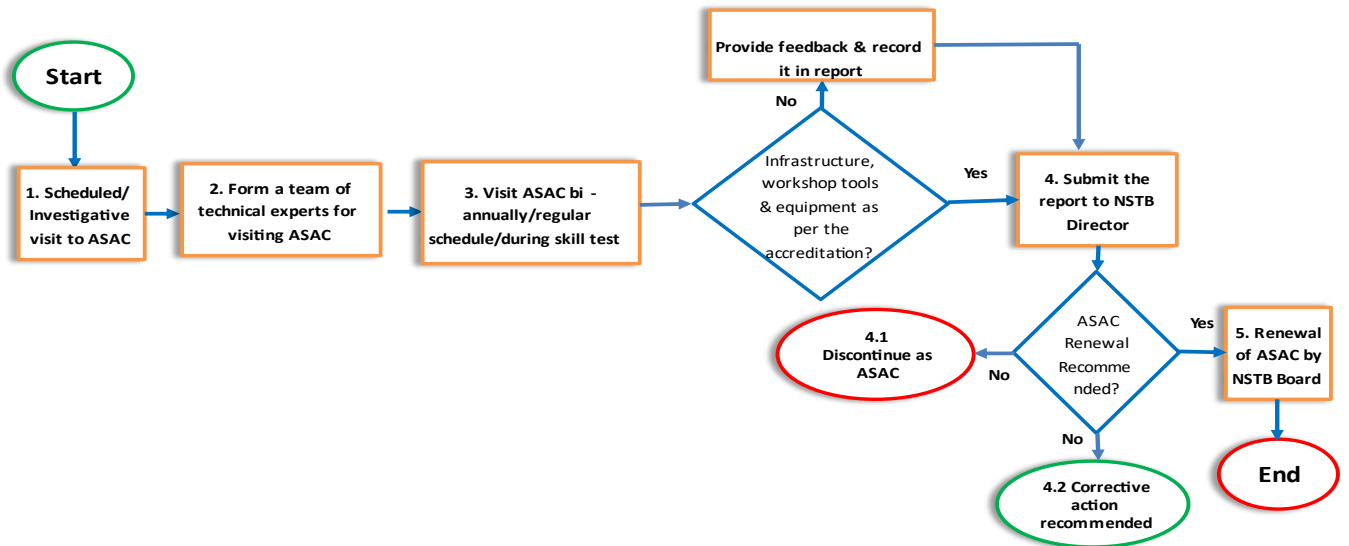 Start
1. Scheduled/
Investigative
visit to ASAC
2. Form a team of
technical experts for
visiting ASAC
3. Visit ASAC bi -
annually/regular
schedule/during skill test
Infrastructure,
workshop tools
& equipment as
per the
accreditation?
No
Provide feedback & record
it in report
Yes
4. Submit the
report to NSTB
Director
ASAC
Renewal
Recomme
nded?
No
4.1
Discontinue as
ASAC
No
4.2 Corrective
action
recommended
Yes
5. Renewal
of ASAC by
NSTB Board
End